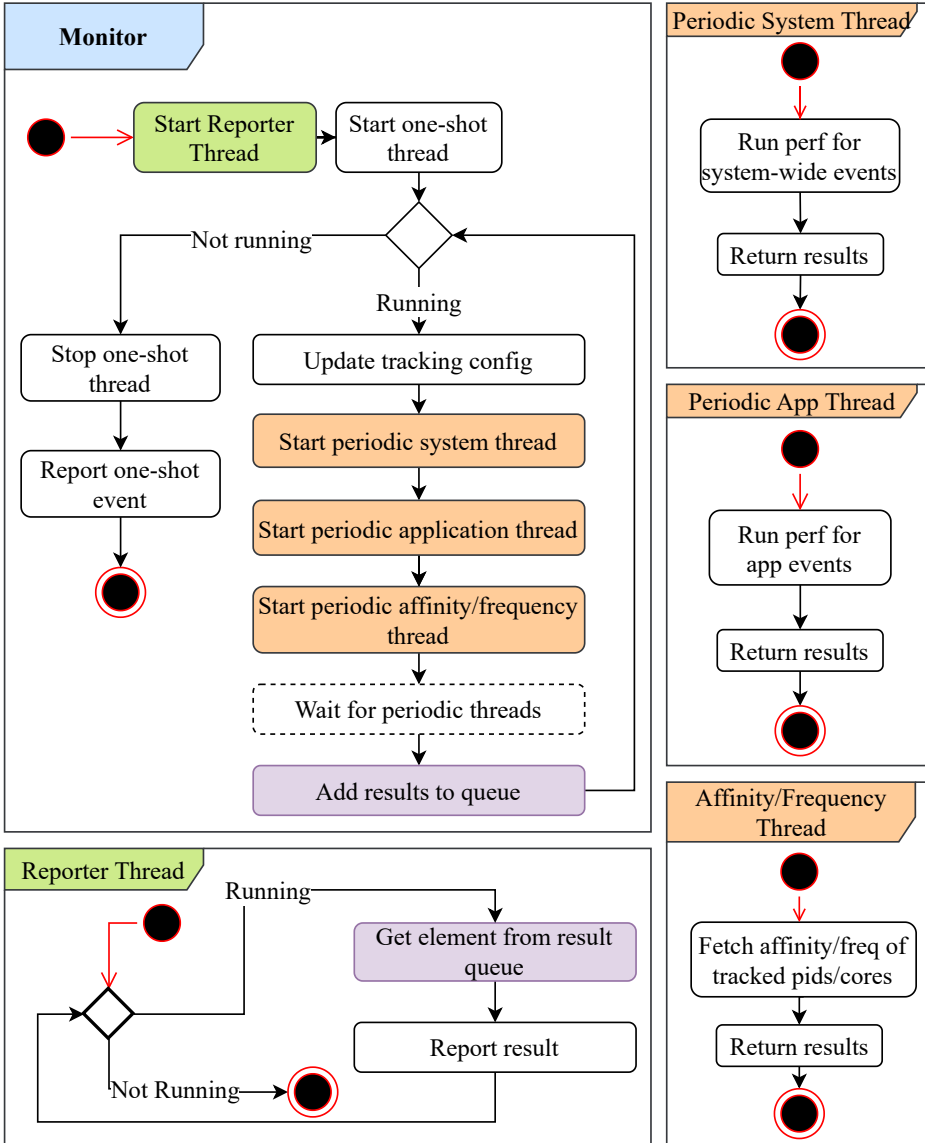 Monitor
Start Reporter
Thread
Start one-shot
thread
Not running
Running
Stop one-shot
thread
Report one-shot
event
Update tracking config
Start periodic system thread
Start periodic application thread
Start periodic affinity/frequency
thread
Wait for periodic threads
Add results to queue
Reporter Thread
Running
Get element from result
queue
Report result
Not Running
Periodic System Thread
Run perf for
system-wide events
Return results
Periodic App Thread
Run perf for
app events
Return results
Affinity/Frequency
Thread
Fetch affinity/freq of
tracked pids/cores
Return results